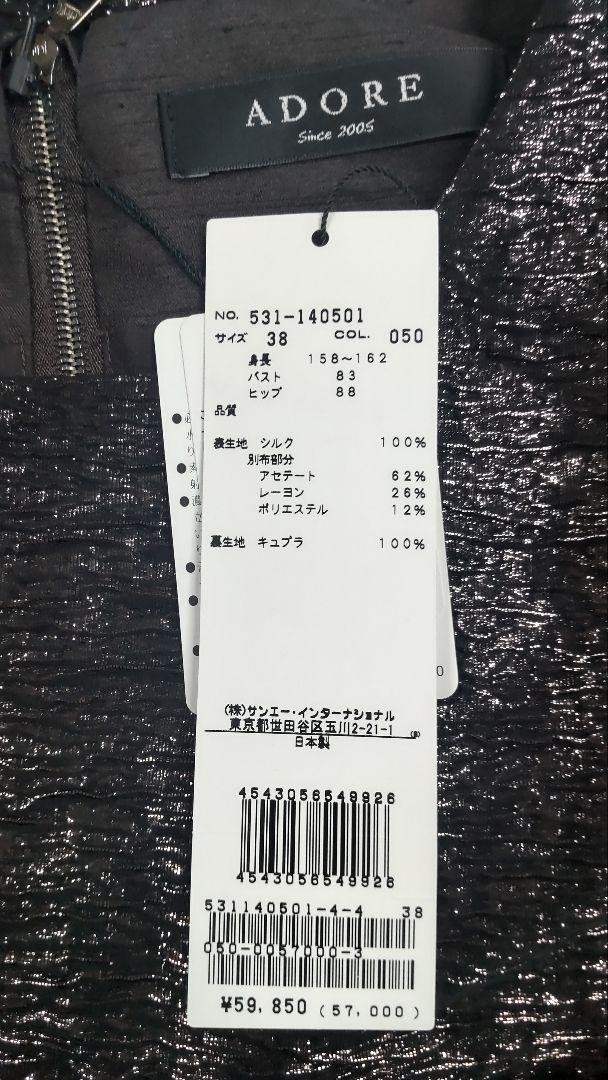 ADORE
Since 2005
NO. 531-140501
サイズ 38 COL. 050
身長 158~162
バスト 83
ヒップ 88
品質
表生地 シルク 100%
別布部分
アセテート 62%
レーヨン 26%
ポリエステル 12%
裏生地 キュプラ 100%
(株)サンエー・インターナショナル
東京都世田谷区玉川2-21-1
日本製
4543056549926
4543056549926
531140501-4-4 38
050-0057000-3
¥59,850 (57,000)